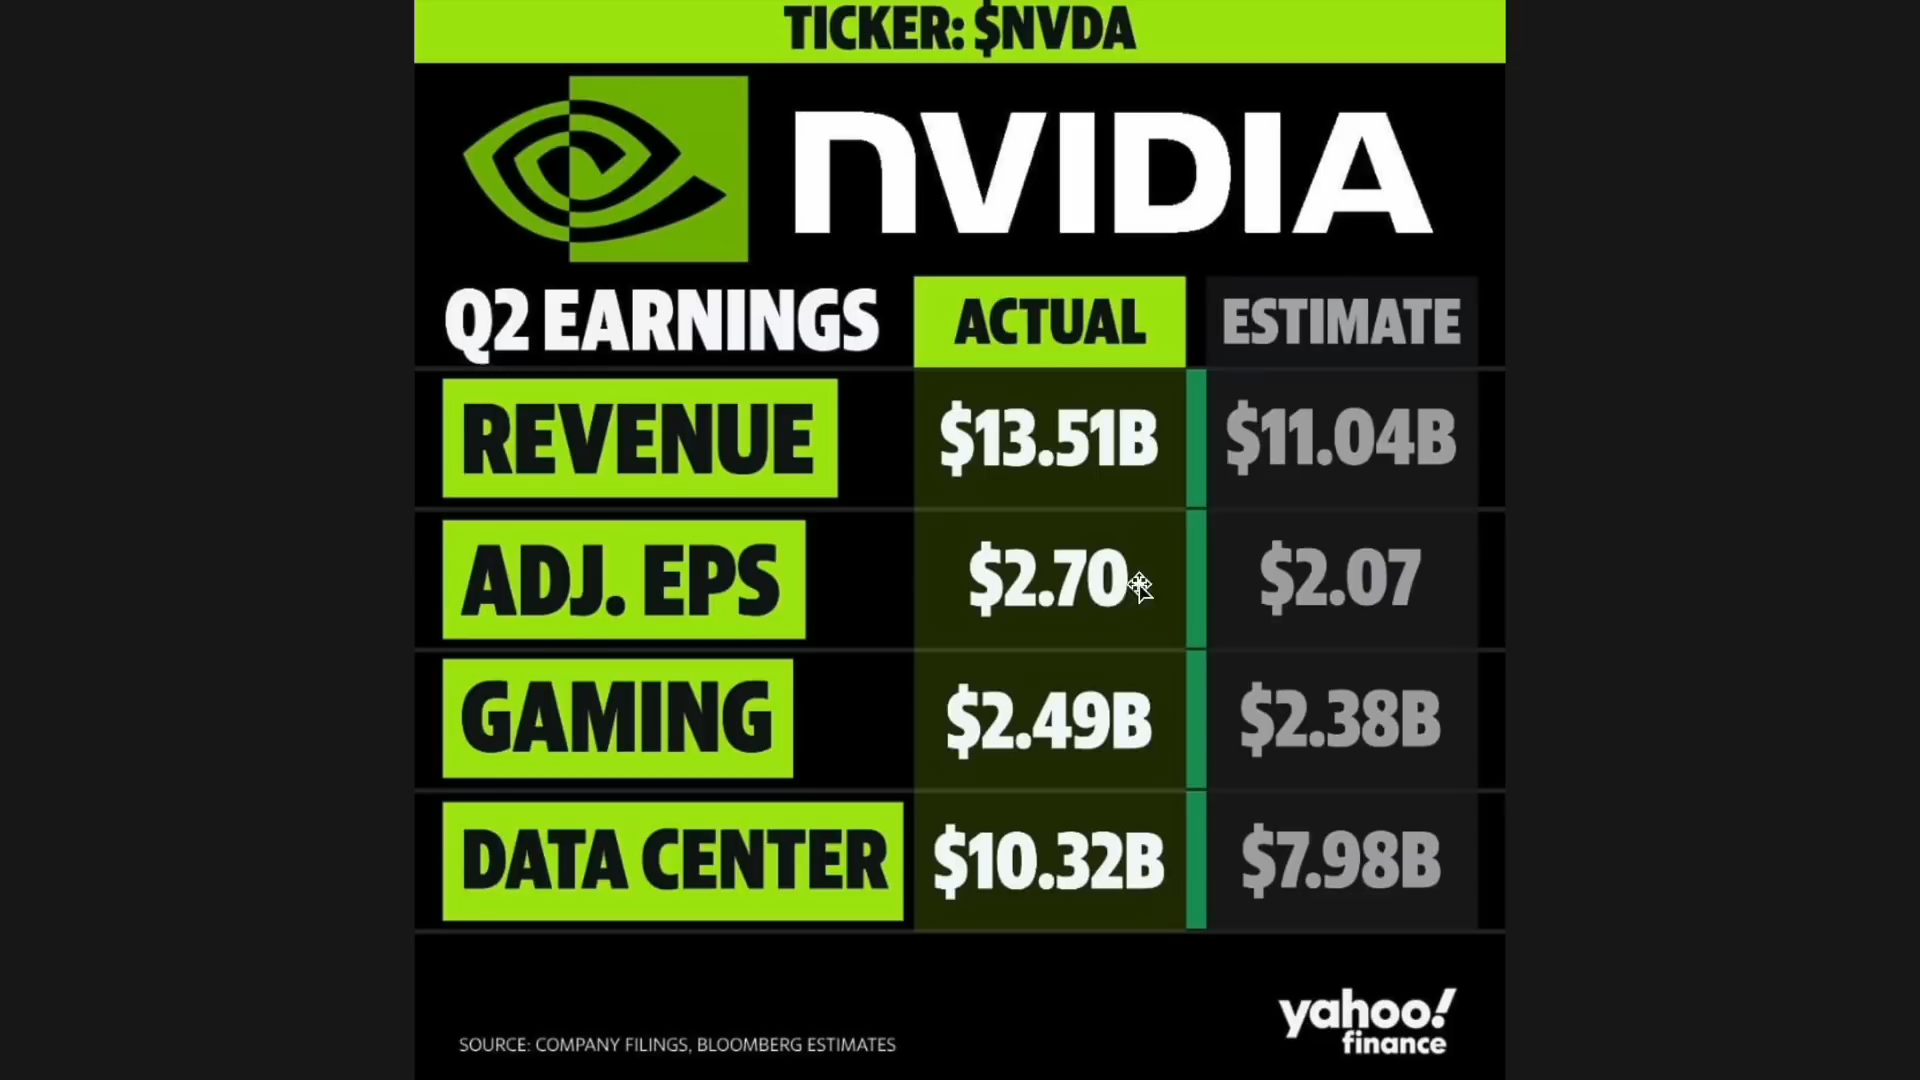 TICKER: $NVDA
NVIDIA
Q2 EARNINGS ACTUAL ESTIMATE
REVENUE $13.51B $11.04B
ADJ. EPS $2.70 $2.07
GAMING $2.49B $2.38B
DATA CENTER $10.32B $7.98B
yahoo!
finance
SOURCE: COMPANY FILINGS, BLOOMBERG ESTIMATES